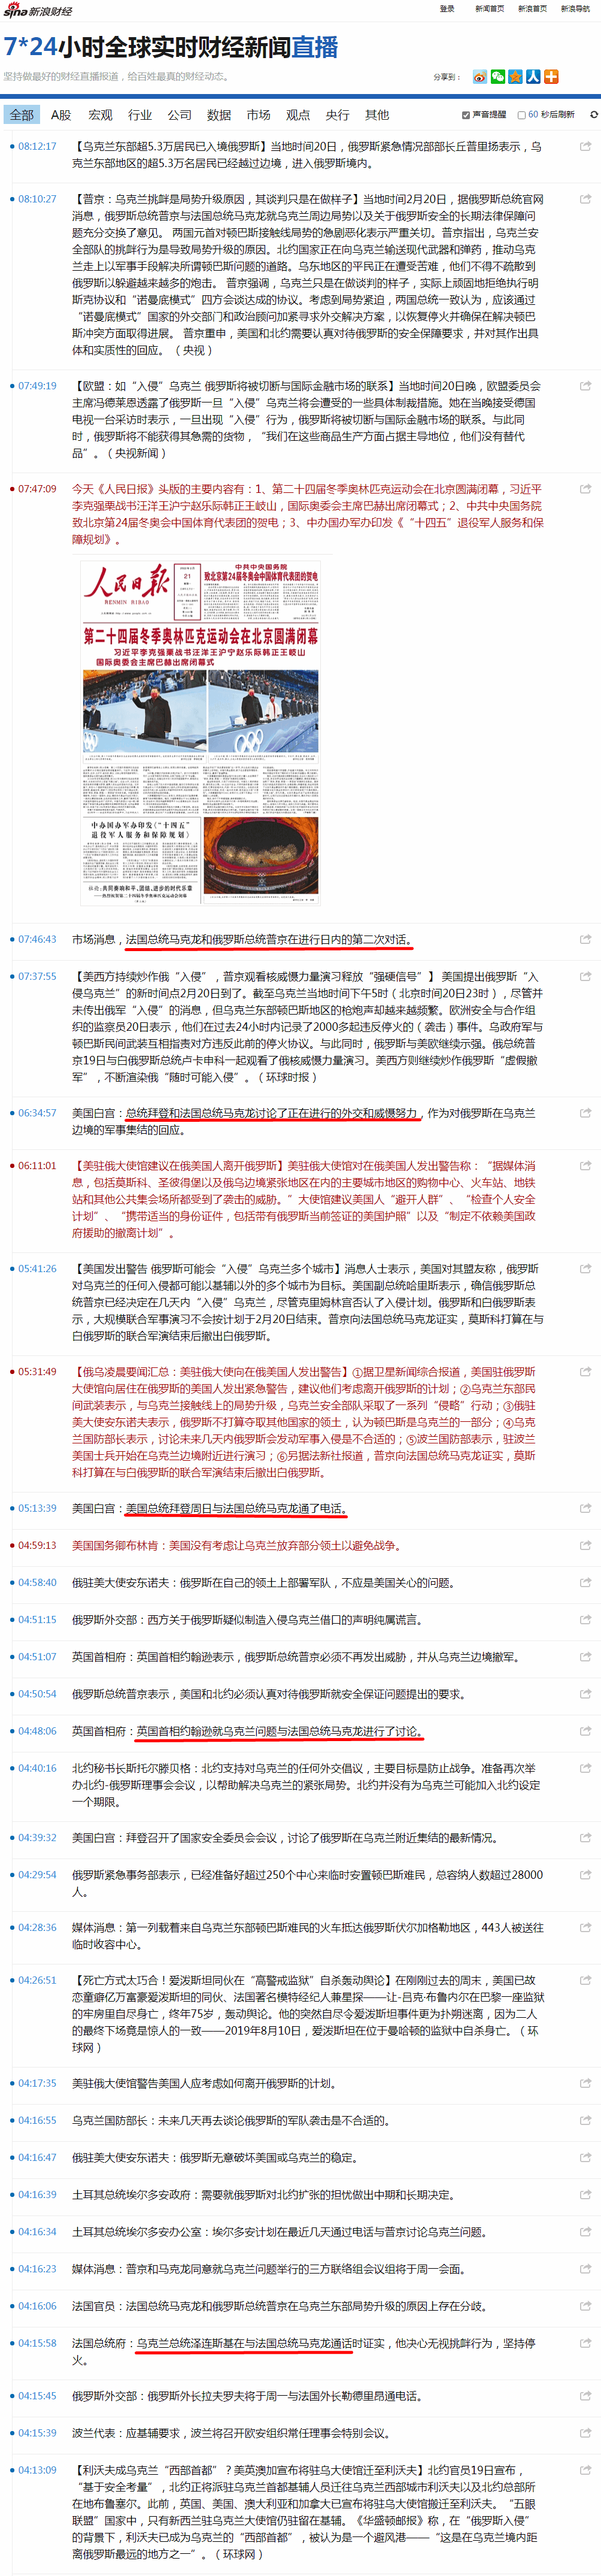 sina 新浪财经
登录 新闻首页 新浪首页 新浪导航
7*24小时全球实时财经新闻直播
坚持做最好的财经直播报道，给百姓最真的财经动态。
分享到：
全部 A股 宏观 行业 公司 数据 市场 观点 央行 其他
声音提醒 60 秒后刷新
08:12:17 【乌克兰东部超5.3万居民已入境俄罗斯】当地时间20日，俄罗斯紧急情况部部长丘普里扬表示，乌
克兰东部地区的超5.3万名居民已经越过边境，进入俄罗斯境内。
08:10:27 【普京：乌克兰挑衅是局势升级原因，其谈判只是在做样子】当地时间2月20日，据俄罗斯总统官网
消息，俄罗斯总统普京与法国总统马克龙就乌克兰周边局势以及关于俄罗斯安全的长期法律保障问
题充分交换了意见。 两国元首对顿巴斯接触线局势的急剧恶化表示严重关切。普京指出，乌克兰安
全部队的挑衅行为是导致局势升级的原因。北约国家正在向乌克兰输送现代武器和弹药，推动乌克
兰走上以军事手段解决所谓顿巴斯问题的道路。乌东地区的平民正在遭受苦难，他们不得不疏散到
俄罗斯以躲避越来越多的炮击。 普京强调，乌克兰只是在做谈判的样子，实际上顽固地拒绝执行明
斯克协议和“诺曼底模式”四方会谈达成的协议。考虑到局势紧迫，两国总统一致认为，应该通过
“诺曼底模式”国家的外交部门和政治顾问加紧寻求外交解决方案，以恢复停火并确保在解决顿巴
斯冲突方面取得进展。 普京重申，美国和北约需要认真对待俄罗斯的安全保障要求，并对其作出具
体和实质性的回应。（央视）
07:49:19 【欧盟：如“入侵”乌克兰 俄罗斯将被切断与国际金融市场的联系】当地时间20日晚，欧盟委员会
主席冯德莱恩透露了俄罗斯一旦“入侵”乌克兰将会遭受的一些具体制裁措施。她在当晚接受德国
电视一台采访时表示，一旦出现“入侵”行为，俄罗斯将被切断与国际金融市场的联系。与此同
时，俄罗斯将不能获得其急需的货物，“我们在这些商品生产方面占据主导地位，他们没有替代
品”。（央视新闻）
07:47:09 今天《人民日报》头版的主要内容有：1、第二十四届冬季奥林匹克运动会在北京圆满闭幕，习近平
李克强栗战书汪洋王沪宁赵乐际韩正王岐山，国际奥委会主席巴赫出席闭幕式；2、中共中央国务院
致北京第24届冬奥会中国体育代表团的贺电；3、中办国办军办印发《“十四五”退役军人服务和保
障规划》。
人民日报
RENMIN RIBAO
21
中共中央国务院
致北京第24届冬奥会中国体育代表团的贺电
第二十四届冬季奥林匹克运动会在北京圆满闭幕
习近平李克强栗战书汪洋王沪宁赵乐际韩正王岐山
国际奥委会主席巴赫出席闭幕式
中办国办军办印发《“十四五”
退役军人服务和保障规划》
07:46:43 市场消息，法国总统马克龙和俄罗斯总统普京在进行日内的第二次对话。
07:37:55 【美西方持续炒作俄“入侵”，普京观看核威慑力量演习释放“强硬信号”】 美国提出俄罗斯“入
侵乌克兰”的新时间点2月20日到了。截至乌克兰当地时间下午5时（北京时间20日23时），尽管并
未传出俄军“入侵”的消息，但乌克兰东部顿巴斯地区的枪炮声却越来越频繁。欧洲安全与合作组
织的监察员20日表示，他们在过去24小时内记录了2000多起违反停火的（袭击）事件。乌政府军与
顿巴斯民间武装互相指责对方违反此前的停火协议。与此同时，俄罗斯与美欧继续示强。俄总统普
京19日与白俄罗斯总统卢卡申科一起观看了俄核威慑力量演习。美西方则继续炒作俄罗斯“虚假撤
军”，不断渲染俄“随时可能入侵”。（环球时报）
06:34:57 美国白宫：总统拜登和法国总统马克龙讨论了正在进行的外交和威慑努力，作为对俄罗斯在乌克兰
边境的军事集结的回应。
06:11:01 【美驻俄大使馆建议在俄美国人离开俄罗斯】美驻俄大使馆对在俄美国人发出警告称：“据媒体消
息，包括莫斯科、圣彼得堡以及俄乌边境紧张地区在内的主要城市地区的购物中心、火车站、地铁
站和其他公共集会场所都受到了袭击的威胁。”大使馆建议美国人“避开人群”、“检查个人安全
计划”、“携带适当的身份证件，包括带有俄罗斯当前签证的美国护照”以及“制定不依赖美国政
府援助的撤离计划”。
05:41:26 【美国发出警告 俄罗斯可能会“入侵”乌克兰多个城市】消息人士表示，美国对其盟友称，俄罗斯
对乌克兰的任何入侵都可能以基辅以外的多个城市为目标。美国副总统哈里斯表示，确信俄罗斯总
统普京已经决定在几天内“入侵”乌克兰，尽管克里姆林宫否认了入侵计划。俄罗斯和白俄罗斯表
示，大规模联合军事演习不会按计划于2月20日结束。普京向法国总统马克龙证实，莫斯科打算在与
白俄罗斯的联合军演结束后撤出白俄罗斯。
05:31:49 【俄乌凌晨要闻汇总：美驻俄大使向在俄美国人发出警告】①据卫星新闻综合报道，美国驻俄罗斯
大使馆向居住在俄罗斯的美国人发出紧急警告，建议他们考虑离开俄罗斯的计划；②乌克兰东部民
间武装表示，与乌克兰接触线上的局势升级，乌克兰安全部队采取了一系列“侵略”行动；③俄驻
美大使安东诺夫表示，俄罗斯不打算夺取其他国家的领土，认为顿巴斯是乌克兰的一部分；④乌克
兰国防部长表示，讨论未来几天内俄罗斯会发动军事入侵是不合适的；⑤波兰国防部表示，驻波兰
美国士兵开始在乌克兰边境附近进行演习；⑥另据法新社报道，普京向法国总统马克龙证实，莫斯
科打算在与白俄罗斯的联合军演结束后撤出白俄罗斯。
05:13:39 美国白宫：美国总统拜登周日与法国总统马克龙通了电话。
04:59:13 美国国务卿布林肯：美国没有考虑让乌克兰放弃部分领土以避免战争。
04:58:40 俄驻美大使安东诺夫：俄罗斯在自己的领土上部署军队，不应是美国关心的问题。
04:51:15 俄罗斯外交部：西方关于俄罗斯疑似制造入侵乌克兰借口的声明纯属谎言。
04:51:07 英国首相府：英国首相约翰逊表示，俄罗斯总统普京必须不再发出威胁，并从乌克兰边境撤军。
04:50:54 俄罗斯总统普京表示，美国和北约必须认真对待俄罗斯就安全保证问题提出的要求。
04:48:06 英国首相府：英国首相约翰逊就乌克兰问题与法国总统马克龙进行了讨论。
04:40:16 北约秘书长斯托尔滕贝格：北约支持对乌克兰的任何外交倡议，主要目标是防止战争。准备再次举
办北约-俄罗斯理事会会议，以帮助解决乌克兰的紧张局势。北约并没有为乌克兰可能加入北约设定
一个期限。
04:39:32 美国白宫：拜登召开了国家安全委员会会议，讨论了俄罗斯在乌克兰附近集结的最新情况。
04:29:54 俄罗斯紧急事务部表示，已经准备好超过250个中心来临时安置顿巴斯难民，总容纳人数超过28000
人。
04:28:36 媒体消息：第一列载着来自乌克兰东部顿巴斯难民的火车抵达俄罗斯伏尔加格勒地区，443人被送往
临时收容中心。
04:26:51 【死亡方式太巧合！爱泼斯坦同伙在“高警戒监狱”自杀轰动舆论】在刚刚过去的周末，美国已故
恋童癖亿万富豪爱泼斯坦的同伙、法国著名模特经纪人兼星探——让-吕克·布鲁内尔在巴黎一座监狱
的牢房里自尽身亡，终年75岁，轰动舆论。他的突然自尽令爱泼斯坦事件更为扑朔迷离，因为二人
的最终下场竟是惊人的一致——2019年8月10日，爱泼斯坦在位于曼哈顿的监狱中自杀身亡。（环
球网）
04:17:35 美驻俄大使馆警告美国人应考虑如何离开俄罗斯的计划。
04:16:55 乌克兰国防部长：未来几天再去谈论俄罗斯的军队袭击是不合适的。
04:16:47 俄驻美大使安东诺夫：俄罗斯无意破坏美国或乌克兰的稳定。
04:16:39 土耳其总统埃尔多安政府：需要就俄罗斯对北约扩张的担忧做出中期和长期决定。
04:16:34 土耳其总统埃尔多安办公室：埃尔多安计划在最近几天通过电话与普京讨论乌克兰问题。
04:16:23 媒体消息：普京和马克龙同意就乌克兰问题举行的三方联络组会议组将于周一会面。
04:16:06 法国官员：法国总统马克龙和俄罗斯总统普京在乌克兰东部局势升级的原因上存在分歧。
04:15:58 法国总统府：乌克兰总统泽连斯基在与法国总统马克龙通话时证实，他决心无视挑衅行为，坚持停
火。
04:15:45 俄罗斯外交部：俄罗斯外长拉夫罗夫将于周一与法国外长勒德里昂通电话。
04:15:39 波兰代表：应基辅要求，波兰将召开欧安组织常任理事会特别会议。
04:13:09 【利沃夫成乌克兰“西部首都”？美英澳加宣布将驻乌大使馆迁至利沃夫】北约官员19日宣布，
“基于安全考量”，北约正将派驻乌克兰首都基辅人员迁往乌克兰西部城市利沃夫以及北约总部所
在地布鲁塞尔。此前，英国、美国、澳大利亚和加拿大已宣布将驻乌大使馆搬迁至利沃夫。“五眼
联盟”国家中，只有新西兰驻乌克兰大使馆仍驻留在基辅。《华盛顿邮报》称，在“俄罗斯入侵”
的背景下，利沃夫已成为乌克兰的“西部首都”，被认为是一个避风港——“这是在乌克兰境内距
离俄罗斯最远的地方之一”。（环球网）